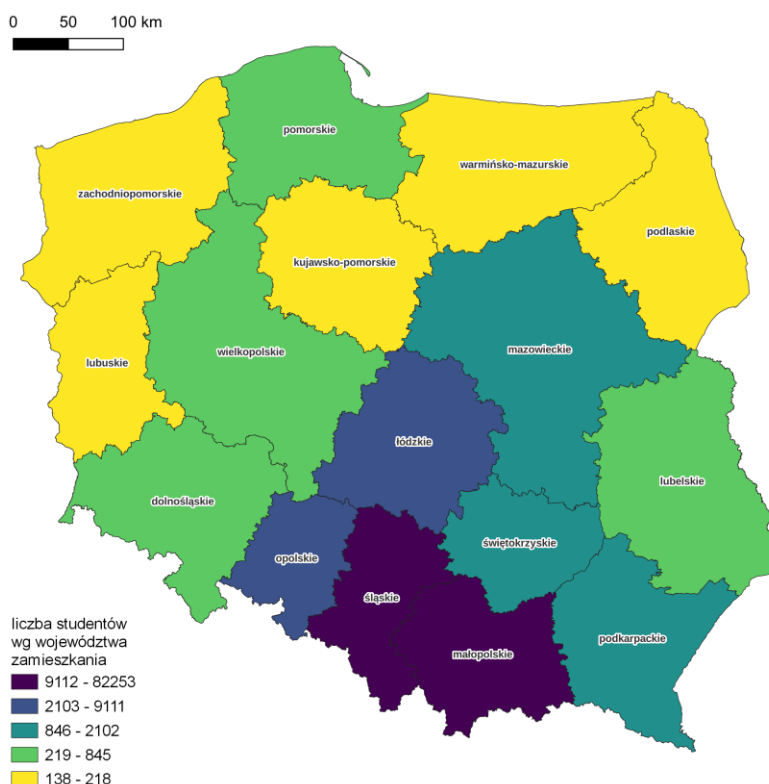 0 50 100 km
pomorskie
warmińsko-mazurskie
zachodniopomorskie
podlaskie
kujawsko-pomorskie
mazowieckie
wielkopolskie
lubuskie
łódzkie
lubelskie
dolnośląskie
świętokrzyskie
opolskie
śląskie
podkarpackie
małopolskie
liczba studentów
wg województwa
zamieszkania
9112 - 82253
2103 - 9111
846 - 2102
219 - 845
138 - 218